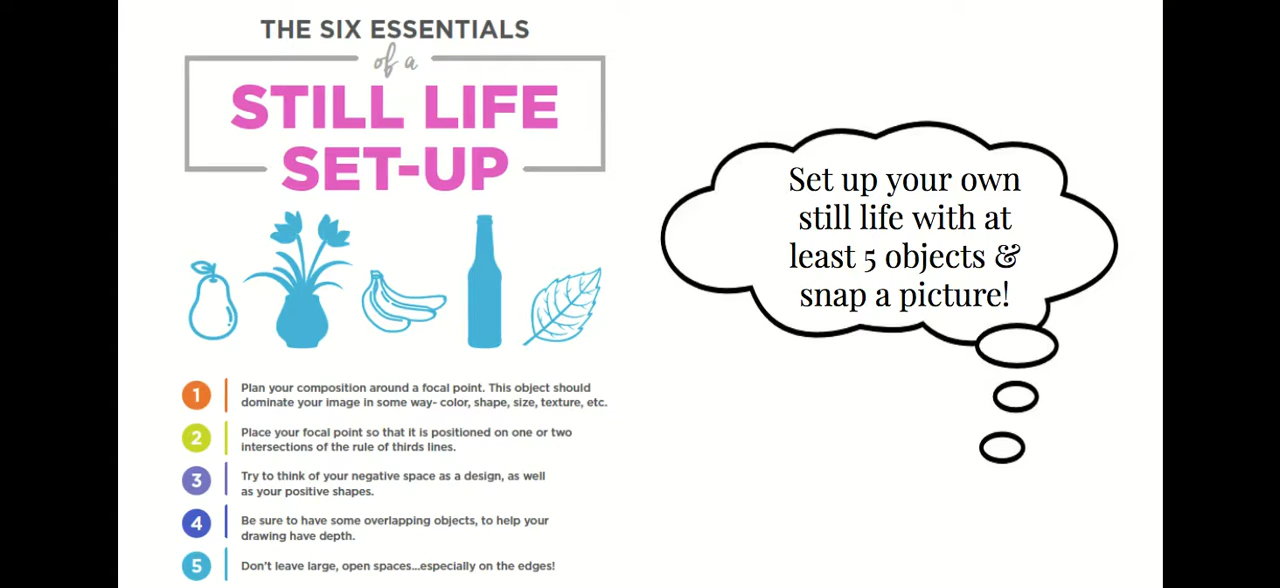 THE SIX ESSENTIALS
of a
STILL LIFE
SET-UP
1 Plan your composition around a focal point. This object should
dominate your image in some way- color, shape, size, texture, etc.
2 Place your focal point so that it is positioned on one or two
intersections of the rule of thirds lines.
3 Try to think of your negative space as a design, as well
as your positive shapes.
4 Be sure to have some overlapping objects, to help your
drawing have depth.
5 Don't leave large, open spaces...especially on the edges!
Set up your own
still life with at
least 5 objects &
snap a picture!